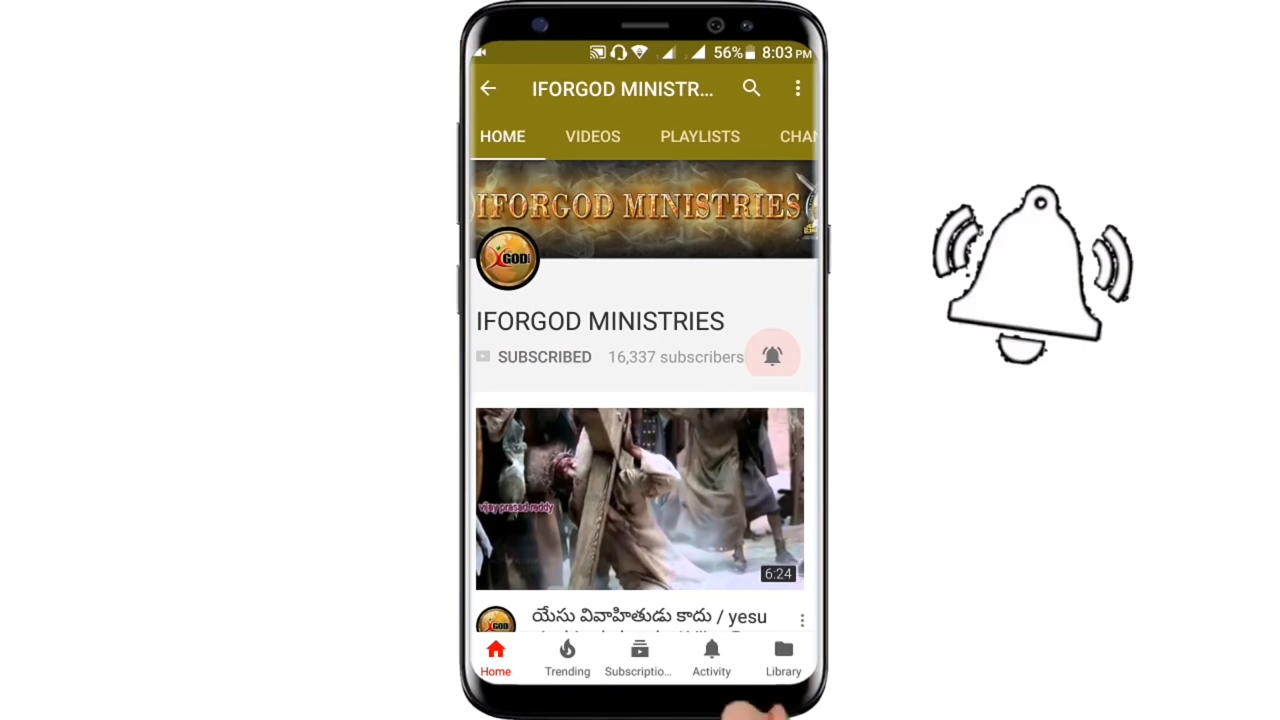 56% 8:03 PM
IFORGOD MINISTR...
HOME VIDEOS PLAYLISTS CHAN
IFORGOD MINISTRIES
GOD
IFORGOD MINISTRIES
SUBSCRIBED 16,337 subscribers
vijay prasad reddy
6:24
యేసు వివాహితుడు కాదు / yesu
GOD
Home Trending Subscriptio... Activity Library